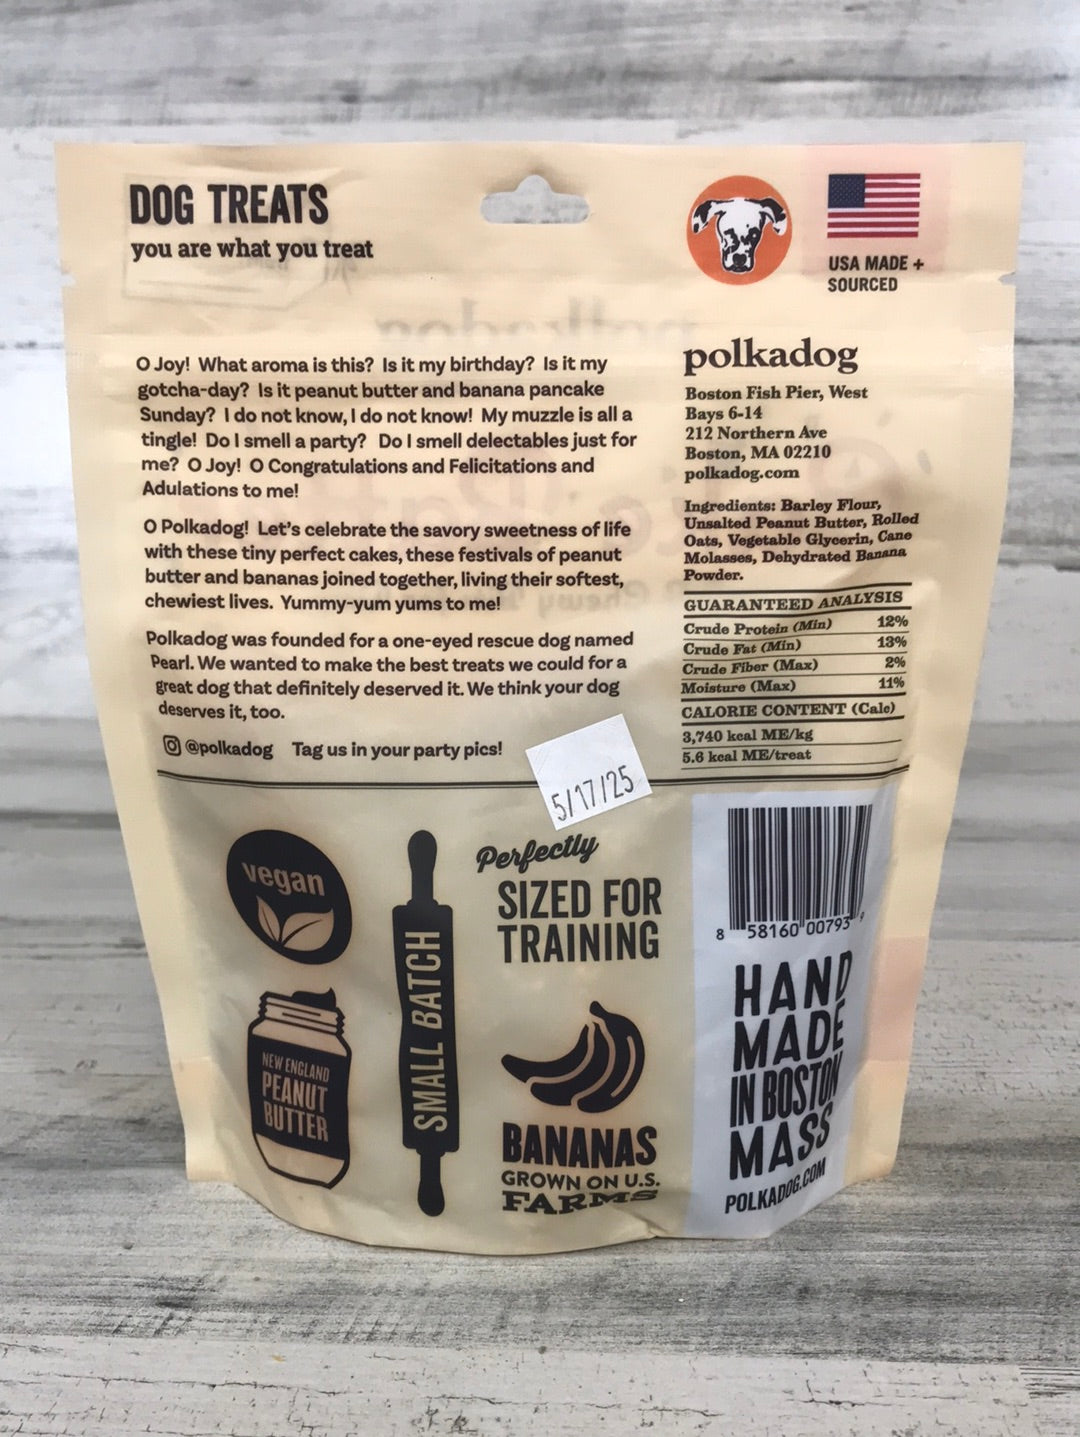 DOG TREATS
you are what you treat
USA MADE +
SOURCED
O Joy! What aroma is this? Is it my birthday? Is it my
gotcha-day? Is it peanut butter and banana pancake
Sunday? I do not know, I do not know! My muzzle is all a
tingle! Do I smell a party? Do I smell delectables just for
me? O Joy! O Congratulations and Felicitations and
Adulations to me!
O Polkadog! Let's celebrate the savory sweetness of life
with these tiny perfect cakes, these festivals of peanut
butter and bananas joined together, living their softest,
chewiest lives. Yummy-yum yums to me!
Polkadog was founded for a one-eyed rescue dog named
Pearl. We wanted to make the best treats we could for a
great dog that definitely deserved it. We think your dog
deserves it, too.
@polkadog Tag us in your party pics!
polkadog
Boston Fish Pier, West
Bays 6-14
212 Northern Ave
Boston, MA 02210
polkadog.com
Ingredients: Barley Flour,
Unsalted Peanut Butter, Rolled
Oats, Vegetable Glycerin, Cane
Molasses, Dehydrated Banana
Powder.
GUARANTEED ANALYSIS
Crude Protein (Min) 12%
Crude Fat (Min) 13%
Crude Fiber (Max) 2%
Moisture (Max) 11%
CALORIE CONTENT (Calc)
3,740 kcal ME/kg
5.6 kcal ME/treat
5/17/25
vegan
NEW ENGLAND
PEANUT
BUTTER
SMALL BATCH
Perfectly
SIZED FOR
TRAINING
BANANAS
GROWN ON U.S.
FARMS
8 58160 00793 9
HAND
MADE
IN BOSTON
MASS
POLKADOG.COM